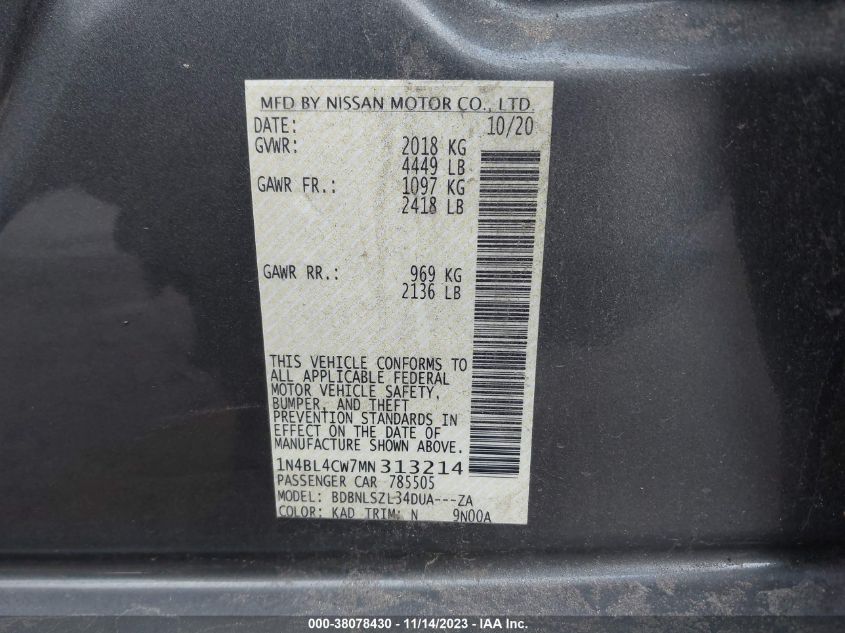 MFD BY NISSAN MOTOR CO., LTD.
DATE: 10/20
GVWR: 2018 KG
4449 LB
GAWR FR.: 1097 KG
2418 LB
GAWR RR.: 969 KG
2136 LB
THIS VEHICLE CONFORMS TO
ALL APPLICABLE FEDERAL
MOTOR VEHICLE SAFETY,
BUMPER, AND THEFT
PREVENTION STANDARDS IN
EFFECT ON THE DATE OF
MANUFACTURE SHOWN ABOVE.
1N4BL4CW7MN313214
PASSENGER CAR 785505
MODEL: BDBNLSZL34DUA---ZA
COLOR: KAD TRIM: N 9N00A
000-38078430 - 11/14/2023 - IAA Inc.